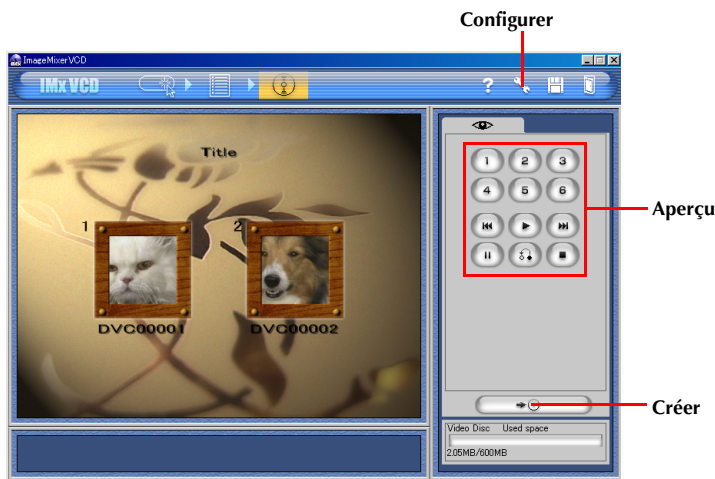 Configurer
ImageMixerVCD
IMx VCD
?
Title
1 2 3
4 5 6
Aperçu
1 2
DVC00001 DVC00002
Créer
Video Disc Used space
2.05MB/600MB